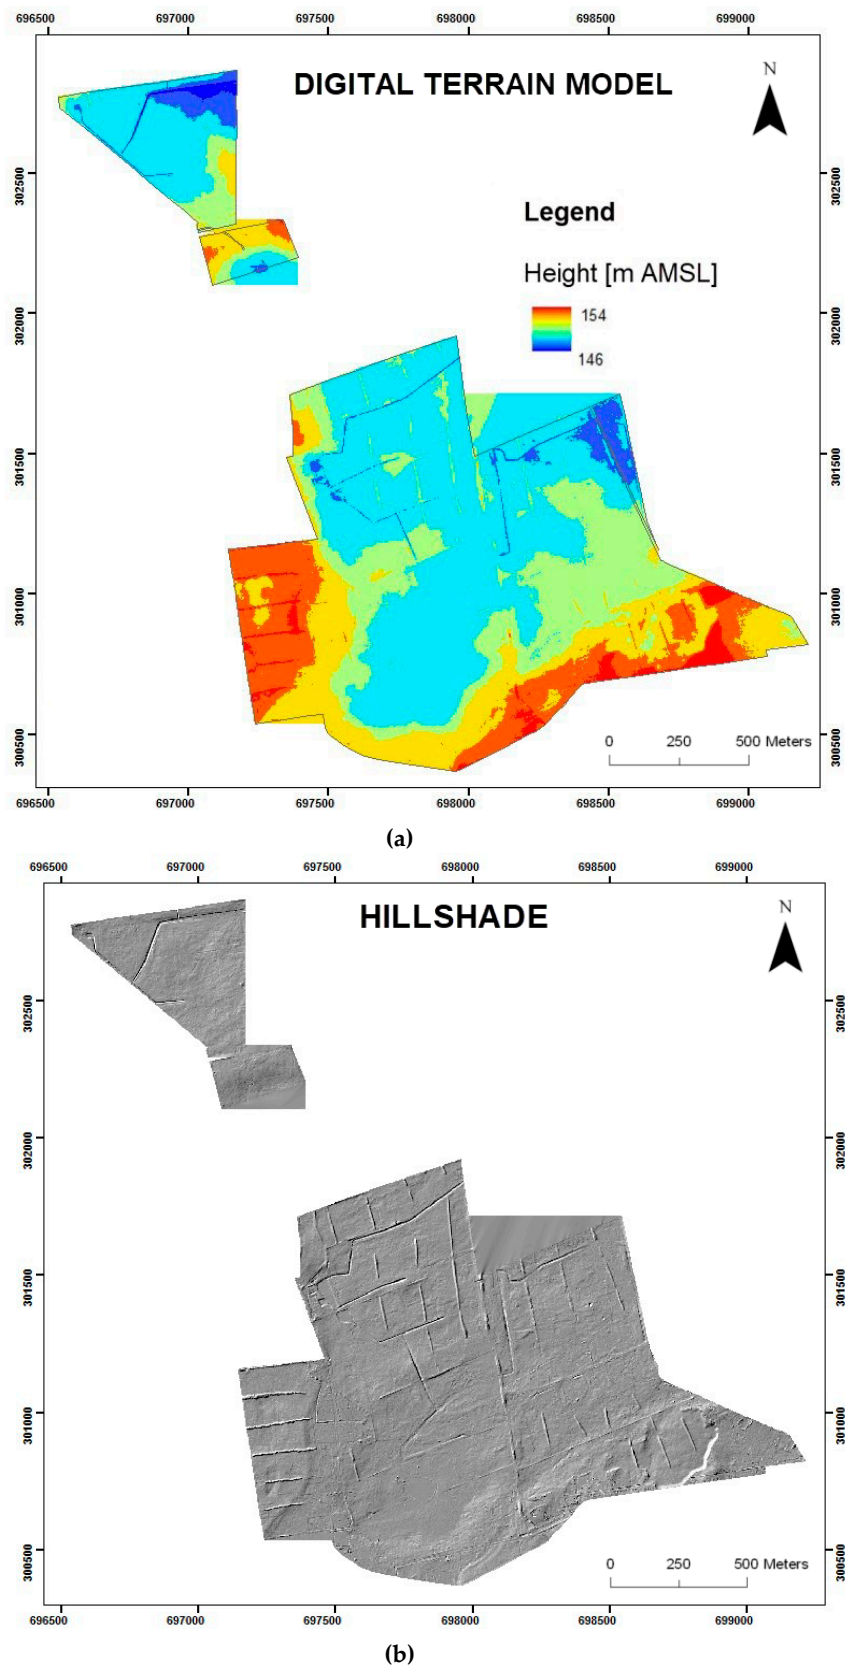 696500 697000 697500 698000 698500 699000
DIGITAL TERRAIN MODEL
N
302500 302500
Legend
Height [m AMSL]
302000 302000
154
146
301500 301500
301000 301000
300500 300500
0 250 500 Meters
696500 697000 697500 698000 698500 699000
(a)
696500 697000 697500 698000 698500 699000
HILLSHADE
N
302500 302500
302000 302000
301500 301500
301000 301000
300500 300500
0 250 500 Meters
696500 697000 697500 698000 698500 699000
(b)